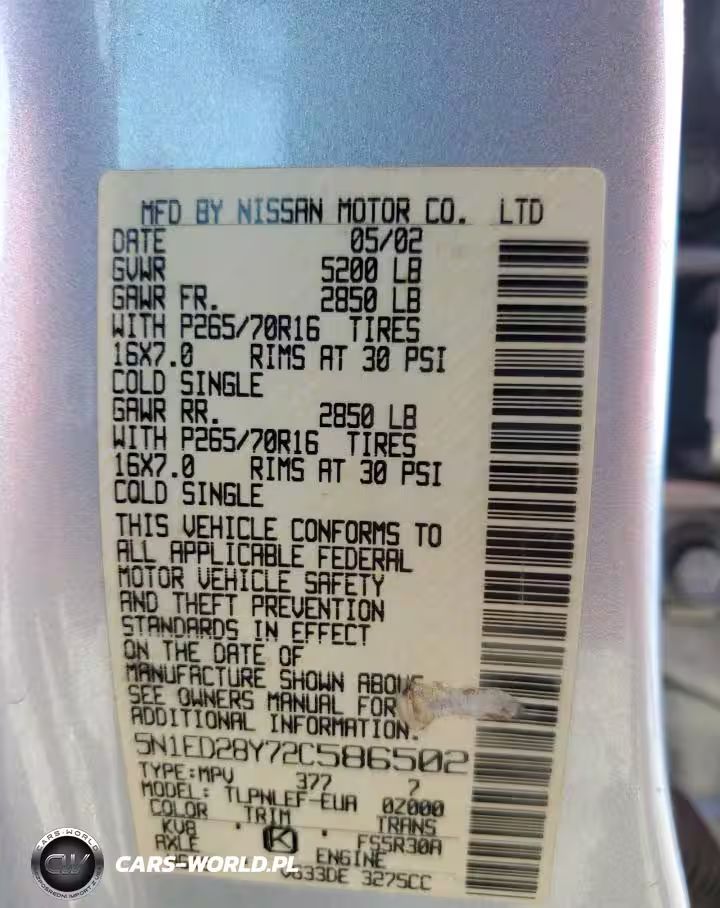 MFD BY NISSAN MOTOR CO. LTD
DATE 05/02
GVWR 5200 LB
GAWR FR. 2850 LB
WITH P265/70R16 TIRES
16X7.0 RIMS AT 30 PSI
COLD SINGLE
GAWR RR. 2850 LB
WITH P265/70R16 TIRES
16X7.0 RIMS AT 30 PSI
COLD SINGLE
THIS VEHICLE CONFORMS TO
ALL APPLICABLE FEDERAL
MOTOR VEHICLE SAFETY
AND THEFT PREVENTION
STANDARDS IN EFFECT
ON THE DATE OF
MANUFACTURE SHOWN ABOVE
SEE OWNERS MANUAL FOR
ADDITIONAL INFORMATION.
5N1ED28Y72C586502
TYPE:MPV 377 7
MODEL: TLPNLEF-EUA 0Z000
COLOR TRIM TRANS
KV8 K FS5R30A
AXLE ENGINE
VG33DE 3275CC
CARS-WORLD
CW
CARS-WORLD.PL